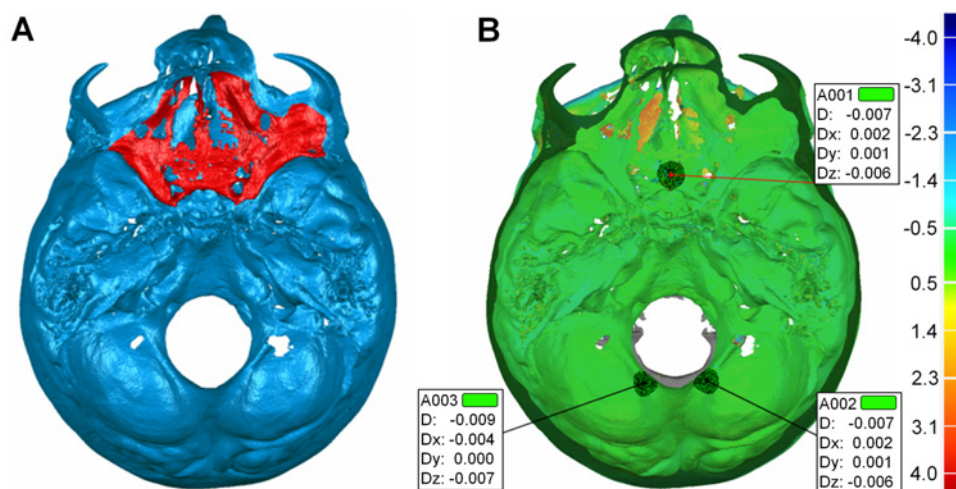 A
B
A001
D: -0.007
Dx: 0.002
Dy: 0.001
Dz: -0.006
A003
D: -0.009
Dx: -0.004
Dy: 0.000
Dz: -0.007
A002
D: -0.007
Dx: 0.002
Dy: 0.001
Dz: -0.006
-4.0
-3.1
-2.3
-1.4
-0.5
0.5
1.4
2.3
3.1
4.0